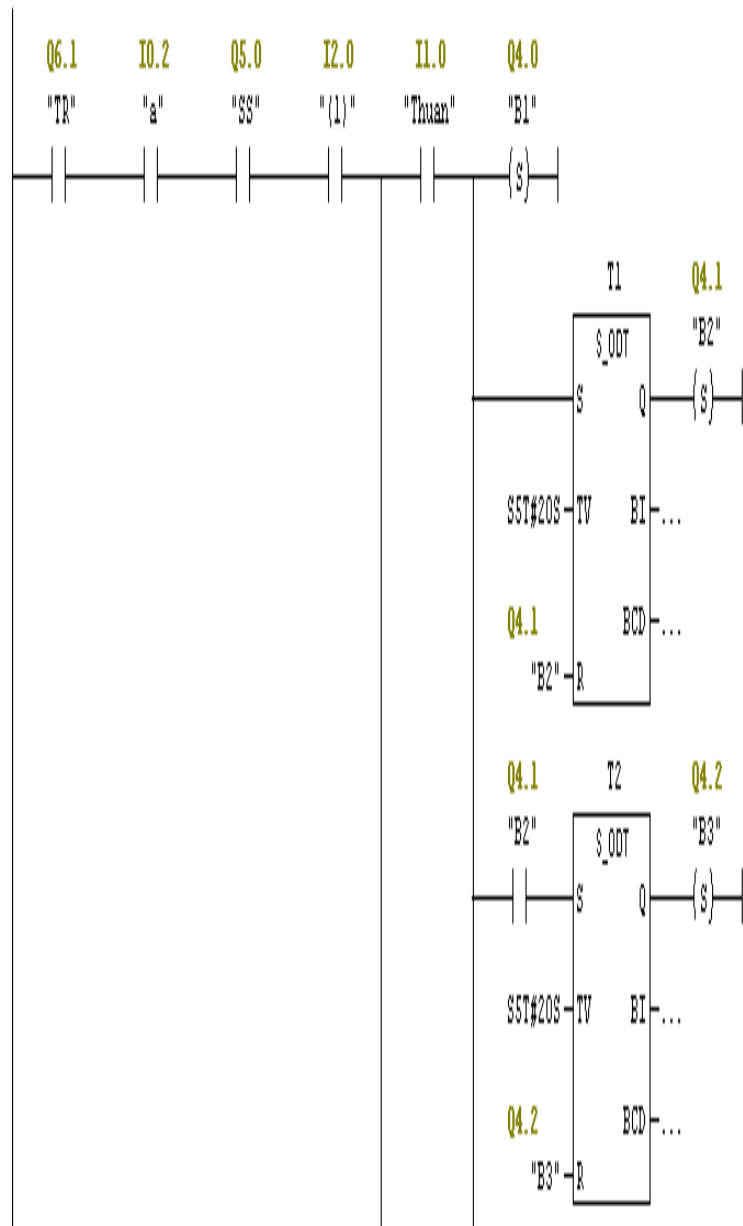 Q6.1 I0.2 Q5.0 I2.0 I1.0 Q4.0
"TR" "a" "SS" "(1)" "Thuan" "B1"
(S)
T1 Q4.1
S_ODT "B2"
S Q (S)
S5T#20S TV BI ...
Q4.1 BCD ...
"B2" R
Q4.1 T2 Q4.2
"B2" S_ODT "B3"
S Q (S)
S5T#20S TV BI ...
Q4.2 BCD ...
"B3" R